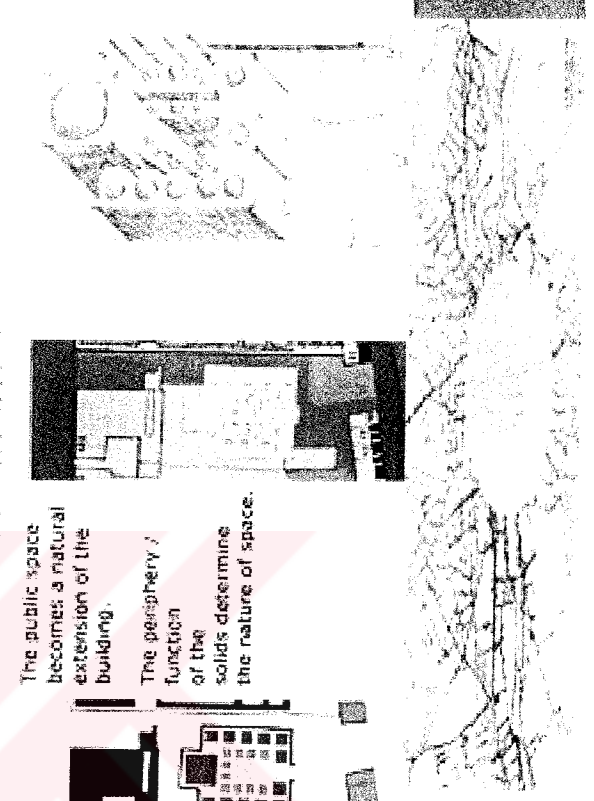 The public space
becomes a natural
extension of the
building.
The periphery /
function
of the
solids determine
the nature of space.